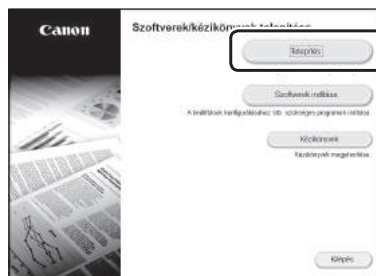 Canon
Szoftverek/kézikönyvek telepítése
Telepítés
Szoftverek indítása
A beállítások konfigurálásához stb. szükséges programok indítása
Kézikönyvek
Kézikönyvek megjelenítése
Kilépés